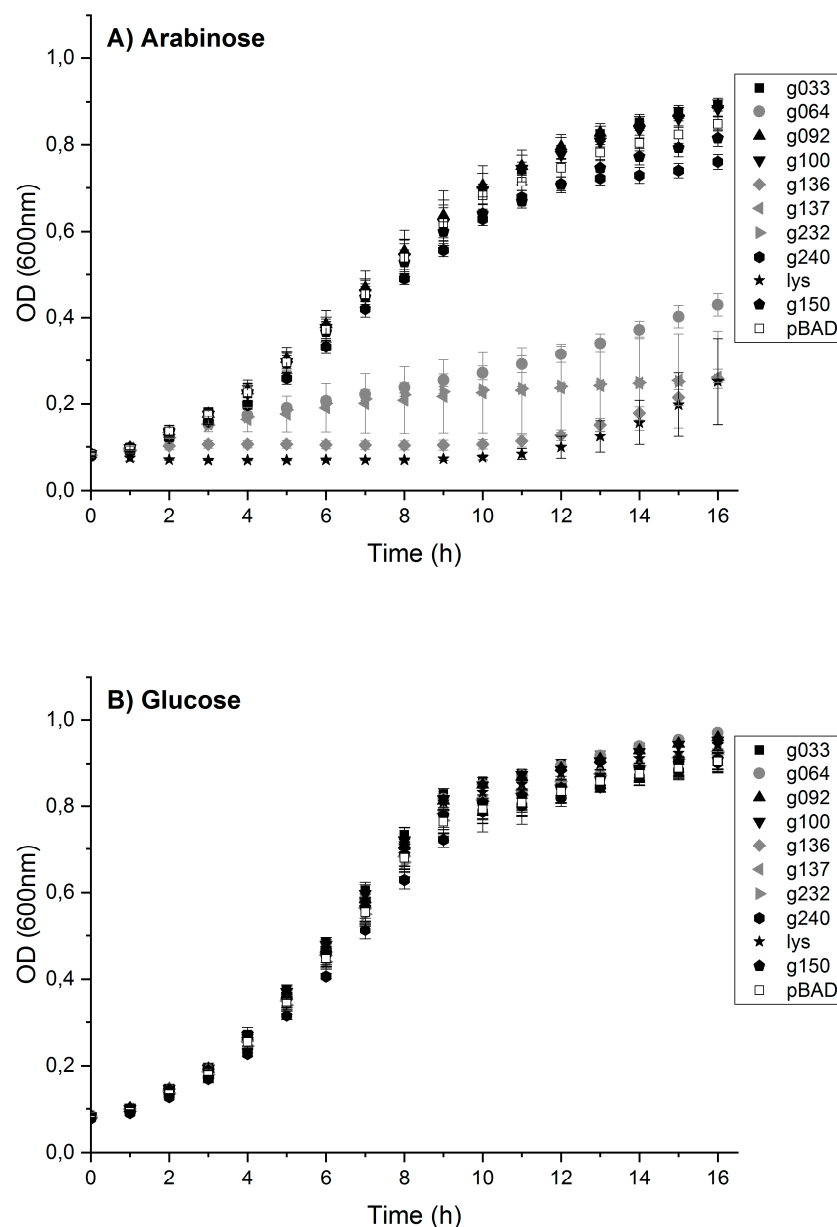 A) Arabinose
1,0
0,8
0,6
0,4
0,2
0,0
OD (600nm)
0 2 4 6 8 10 12 14 16
Time (h)
g033
g064
g092
g100
g136
g137
g232
g240
lys
g150
pBAD
B) Glucose
1,0
0,8
0,6
0,4
0,2
0,0
OD (600nm)
0 2 4 6 8 10 12 14 16
Time (h)
g033
g064
g092
g100
g136
g137
g232
g240
lys
g150
pBAD